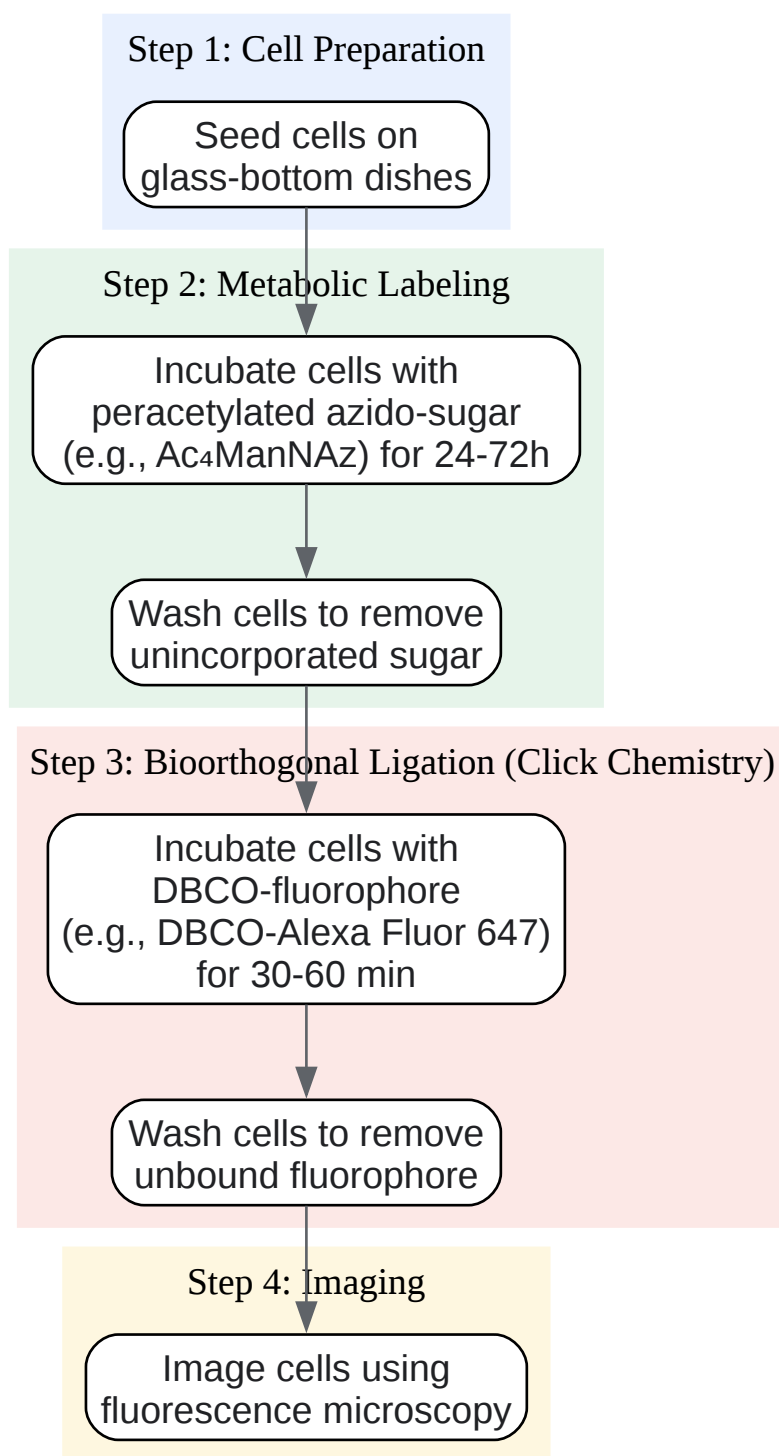 Step 1: Cell Preparation
Seed cells on
glass-bottom dishes
Step 2: Metabolic Labeling
Incubate cells with
peracetylated azido-sugar
(e.g., Ac₄ManNAz) for 24-72h
Wash cells to remove
unincorporated sugar
Step 3: Bioorthogonal Ligation (Click Chemistry)
Incubate cells with
DBCO-fluorophore
(e.g., DBCO-Alexa Fluor 647)
for 30-60 min
Wash cells to remove
unbound fluorophore
Step 4: Imaging
Image cells using
fluorescence microscopy